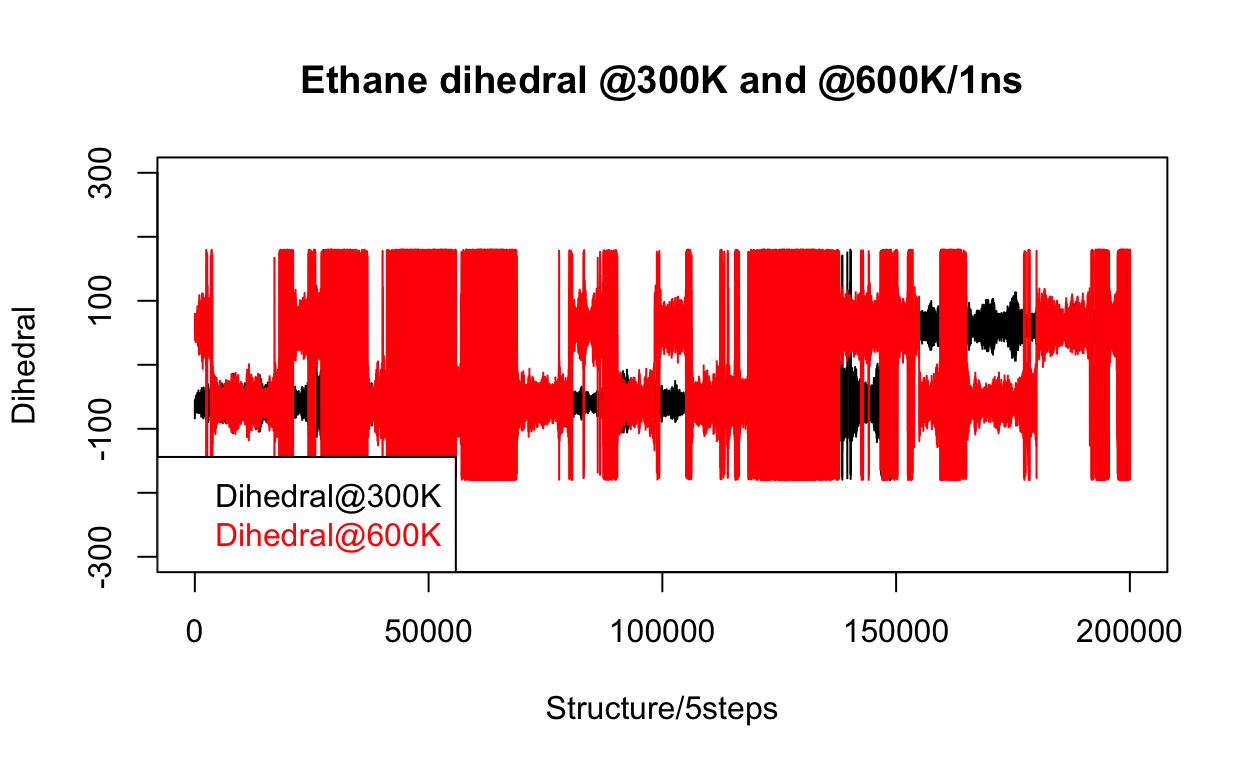 Ethane dihedral @300K and @600K/1ns
Dihedral
300
100
-100
-300
Dihedral@300K
Dihedral@600K
0 50000 100000 150000 200000
Structure/5steps